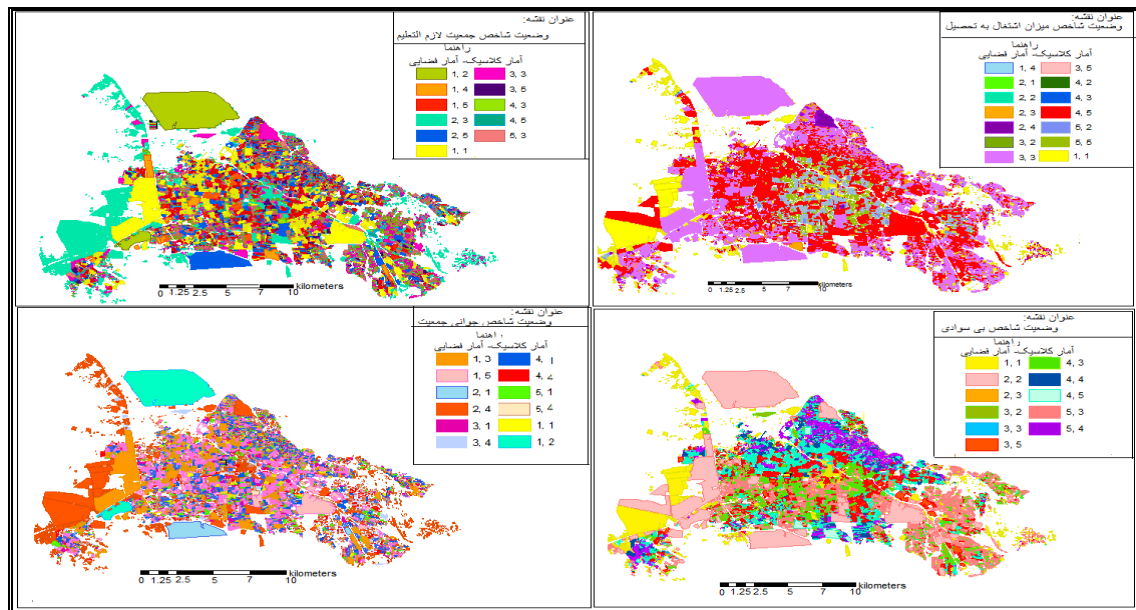 عنوان نقشه:
وضعیت شاخص جمعیت لازم التعلیم
راهنما
آمار کلاسیک- آمار فضایی
1, 2 3, 3
1, 4 3, 5
1, 5 4, 3
2, 3 4, 5
2, 5 5, 3
1, 1
kilometers
0 1.25 2.5 5 7 10
عنوان نقشه:
وضعیت شاخص میزان اشتغال به تحصیل
راهنما
آمار کلاسیک- آمار فضایی
1, 4 3, 5
2, 1 4, 2
2, 2 4, 3
2, 3 4, 5
2, 4 5, 2
3, 2 5, 5
3, 3 1, 1
kilometers
0 1.25 2.5 5 7 10
عنوان نقشه:
وضعیت شاخص جوانی جمعیت
راهنما
آمار کلاسیک- آمار فضایی
1, 3 4,
1, 5 4,
2, 1 5, 1
2, 4 5,
3, 1 1, 1
3, 4 1, 2
kilometers
0 1.25 2.5 5 7 10
عنوان نقشه:
وضعیت شاخص بی سوادی
راهنما
آمار کلاسیک- آمار فضایی
1, 1 4, 3
2, 2 4, 4
2, 3 4, 5
3, 2 5, 3
3, 3 5, 4
3, 5
kilometers
0 1.25 2.5 5 7 10